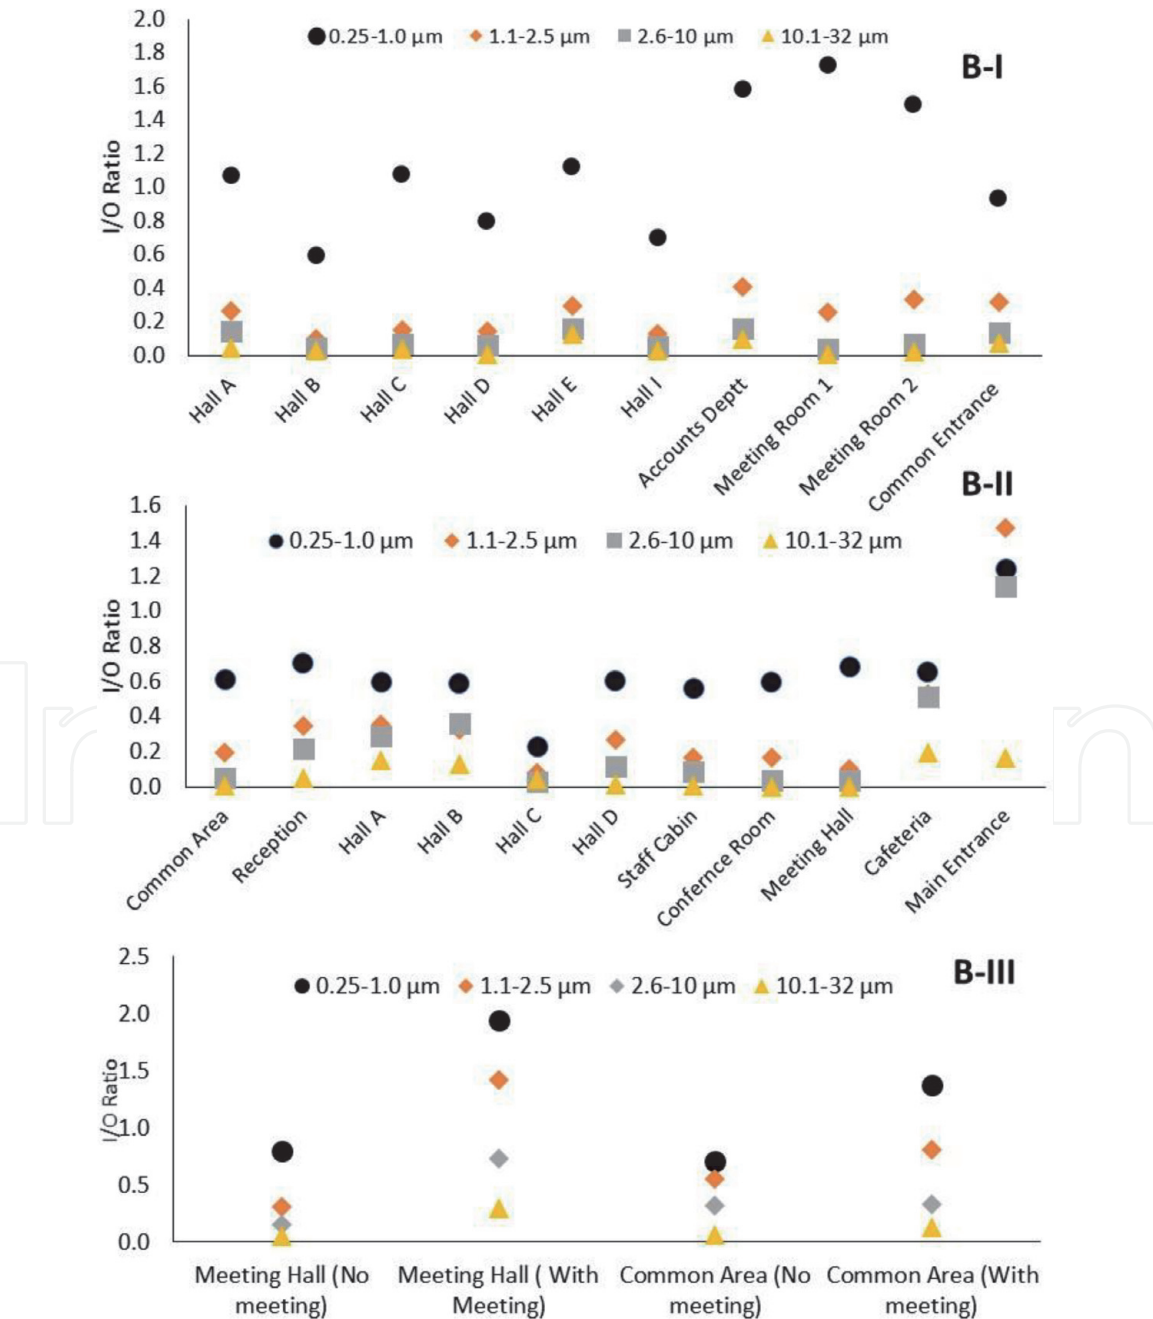 2.0
0.25-1.0 µm 1.1-2.5 µm 2.6-10 µm 10.1-32 µm
1.8
B-I
1.6
1.4
1.2
1.0
0.8
0.6
0.4
0.2
0.0
I/O Ratio
Hall A
Hall B
Hall C
Hall D
Hall E
Hall I
Accounts Deptt
Meeting Room 1
Meeting Room 2
Common Entrance
B-II
1.6
0.25-1.0 µm 1.1-2.5 µm 2.6-10 µm 10.1-32 µm
1.4
1.2
1.0
0.8
0.6
0.4
0.2
0.0
I/O Ratio
Common Area
Reception
Hall A
Hall B
Hall C
Hall D
Staff Cabin
Confernce Room
Meeting Hall
Cafeteria
Main Entrance
2.5
B-III
0.25-1.0 µm 1.1-2.5 µm 2.6-10 µm 10.1-32 µm
2.0
1.5
1.0
0.5
0.0
I/O Ratio
Meeting Hall (No
meeting)
Meeting Hall ( With
Meeting)
Common Area (No
meeting)
Common Area (With
meeting)